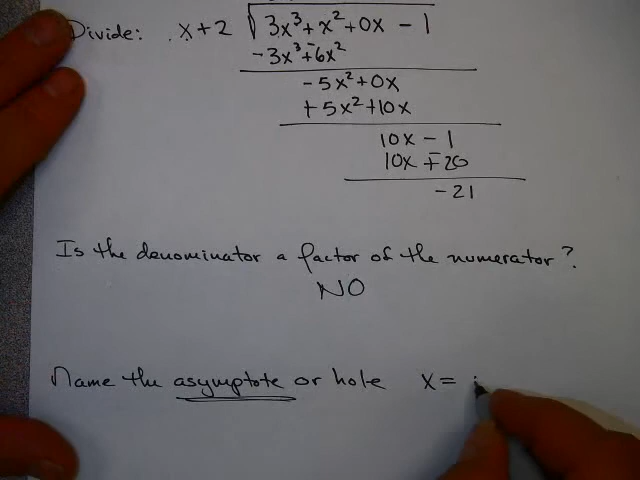 Divide: x+2 √3x³ + x² + 0x - 1
-3x³ +- 6x²
-5x² + 0x
+ 5x² + 10x
10x - 1
10x +- 20
-21
Is the denominator a factor of the numerator?
NO
Name the asymptote or hole x =